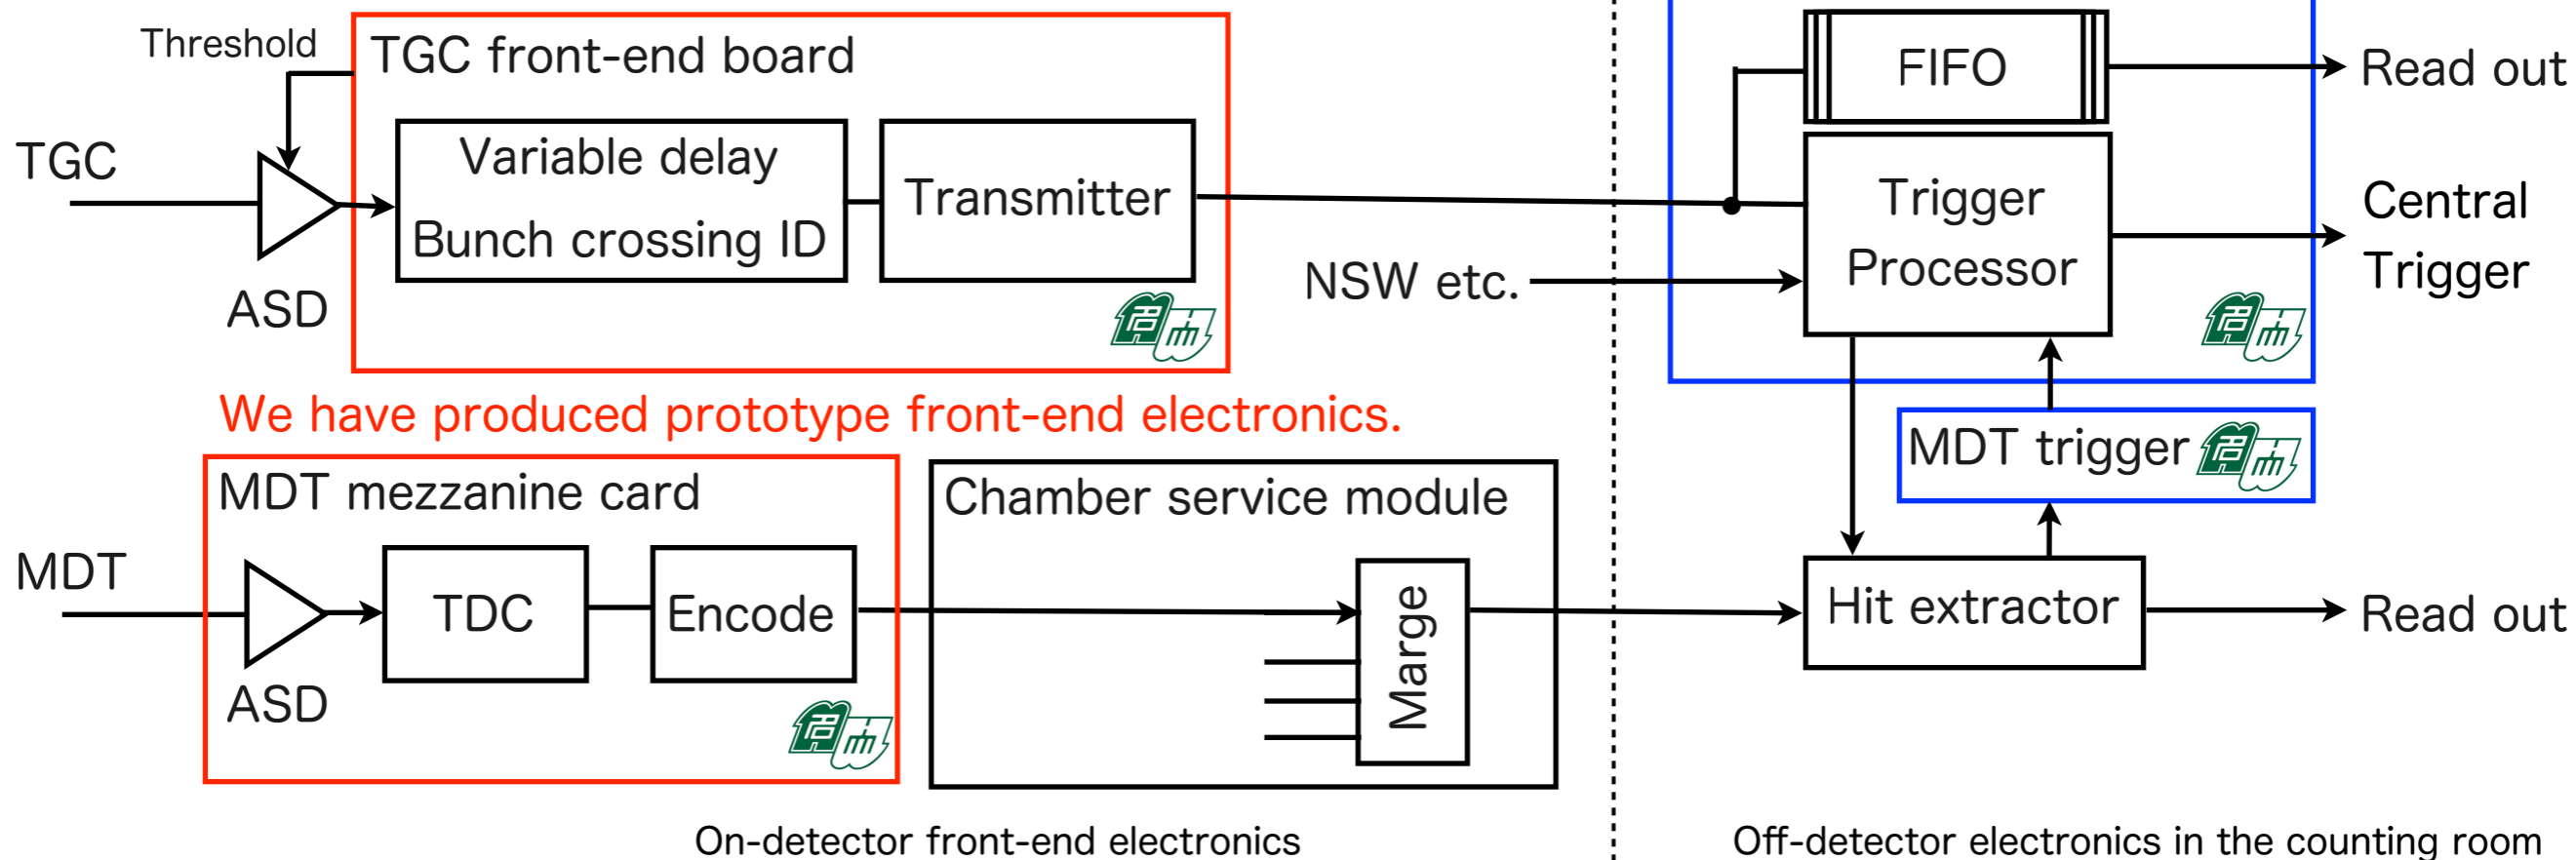 Threshold
TGC front-end board
FIFO
Read out
TGC
Variable delay
Bunch crossing ID
Transmitter
Trigger
Processor
Central
Trigger
ASD
NSW etc.
We have produced prototype front-end electronics.
MDT trigger
MDT mezzanine card
Chamber service module
MDT
TDC
Encode
Marge
Hit extractor
Read out
ASD
On-detector front-end electronics
Off-detector electronics in the counting room